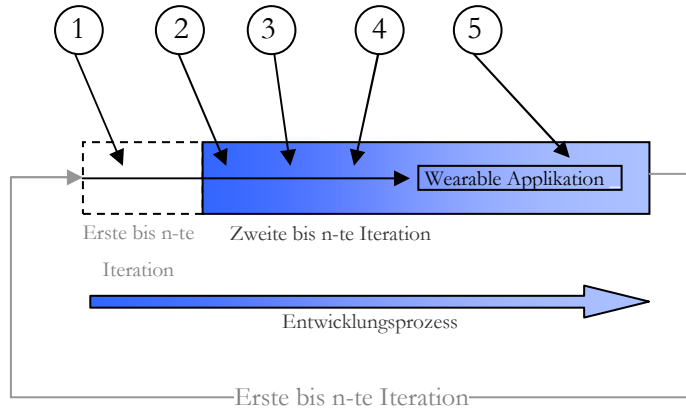 1 2 3 4 5
Wearable Applikation _
Erste bis n-te Zweite bis n-te Iteration
Iteration
Entwicklungsprozess
Erste bis n-te Iteration